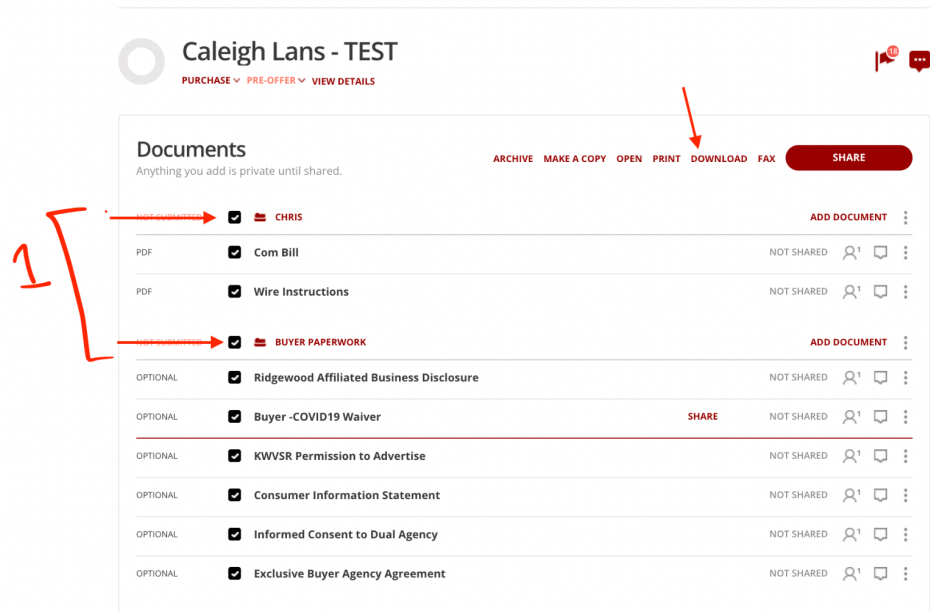 Caleigh Lans - TEST
18
PURCHASE PRE-OFFER VIEW DETAILS
Documents
Anything you add is private until shared.
ARCHIVE MAKE A COPY OPEN PRINT DOWNLOAD FAX SHARE
1
NOT SUBMITTED CHRIS ADD DOCUMENT
PDF Com Bill NOT SHARED 1
PDF Wire Instructions NOT SHARED 1
NOT SUBMITTED BUYER PAPERWORK ADD DOCUMENT
OPTIONAL Ridgewood Affiliated Business Disclosure NOT SHARED 1
OPTIONAL Buyer -COVID19 Waiver SHARE NOT SHARED 1
OPTIONAL KWVSR Permission to Advertise NOT SHARED 1
OPTIONAL Consumer Information Statement NOT SHARED 1
OPTIONAL Informed Consent to Dual Agency NOT SHARED 1
OPTIONAL Exclusive Buyer Agency Agreement NOT SHARED 1